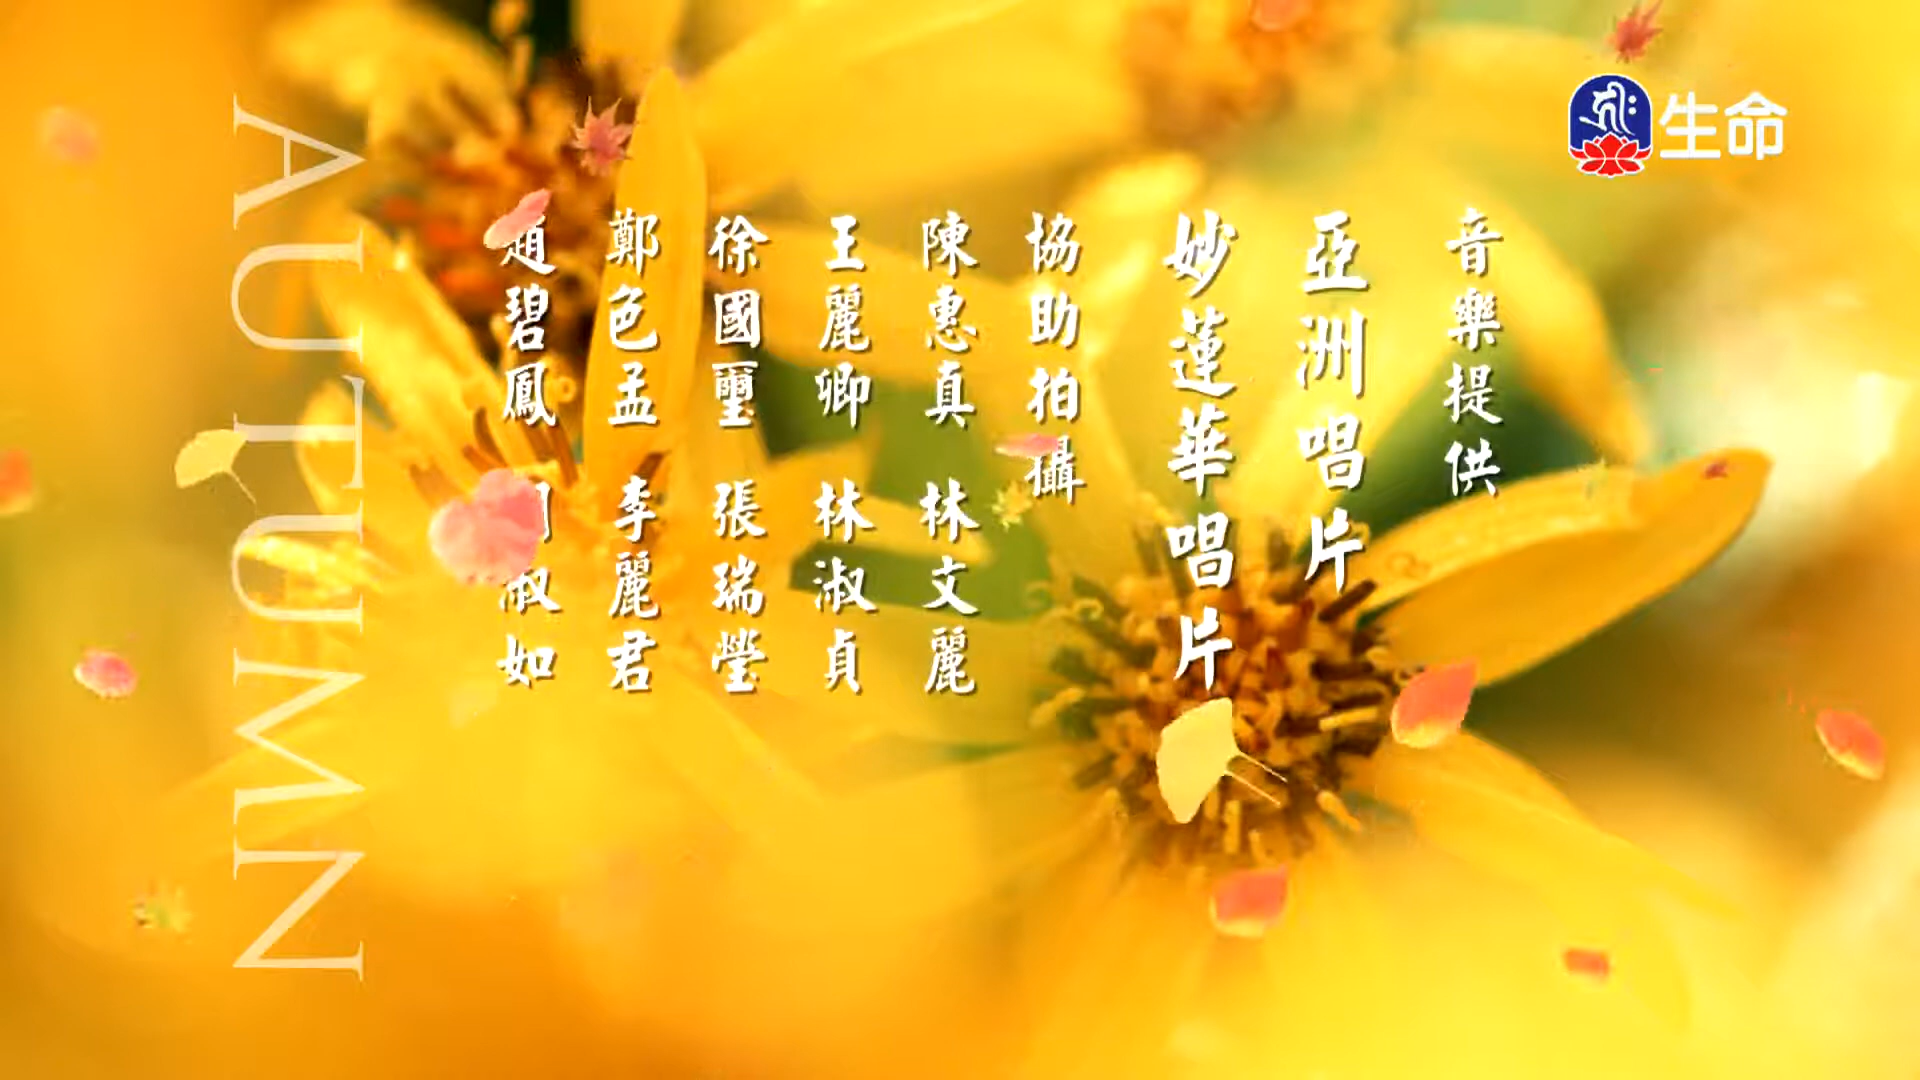 生命
音樂提供
亞洲唱片
妙蓮華唱片
協助拍攝
陳惠真 林文麗
王麗卿 林淑貞
徐國璽 張瑞瑩
鄭色孟 李麗君
趙碧鳳 淑如
AUTUMN